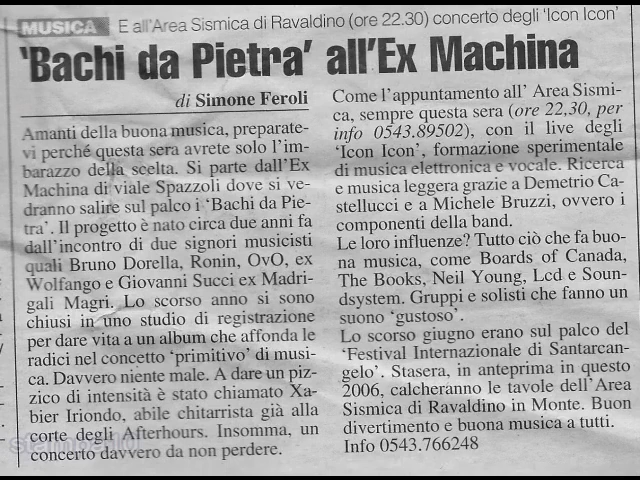 MUSICA E all'Area Sismica di Ravaldino (ore 22.30) concerto degli 'Icon Icon'
'Bachi da Pietra' all'Ex Machina
di Simone Feroli
Amanti della buona musica, preparate-
vi perché questa sera avrete solo l'im-
barazzo della scelta. Si parte dall'Ex
Machina di viale Spazzoli dove si ve-
dranno salire sul palco i 'Bachi da Pie-
tra'. Il progetto è nato circa due anni fa
dall'incontro di due signori musicisti
quali Bruno Dorella, Ronin, OvO, ex
Wolfango e Giovanni Succi ex Madri-
gali Magri. Lo scorso anno si sono
chiusi in uno studio di registrazione
per dare vita a un album che affonda le
radici nel concetto 'primitivo' di musi-
ca. Davvero niente male. A dare un piz-
zico di intensità è stato chiamato Xa-
bier Iriondo, abile chitarrista già alla
corte degli Afterhours. Insomma, un
concerto davvero da non perdere.
Come l'appuntamento all' Area Sismi-
ca, sempre questa sera (ore 22,30, per
info 0543.89502), con il live degli
'Icon Icon', formazione sperimentale
di musica elettronica e vocale. Ricerca
e musica leggera grazie a Demetrio Ca-
stellucci e a Michele Bruzzi, ovvero i
componenti della band.
Le loro influenze? Tutto ciò che fa buo-
na musica, come Boards of Canada,
The Books, Neil Young, Lcd e Soun-
dsystem. Gruppi e solisti che fanno un
suono 'gustoso'.
Lo scorso giugno erano sul palco del
'Festival Internazionale di Santarcan-
gelo'. Stasera, in anteprima in questo
2006, calcheranno le tavole dell'Area
Sismica di Ravaldino in Monte. Buon
divertimento e buona musica a tutti.
Info 0543.766248